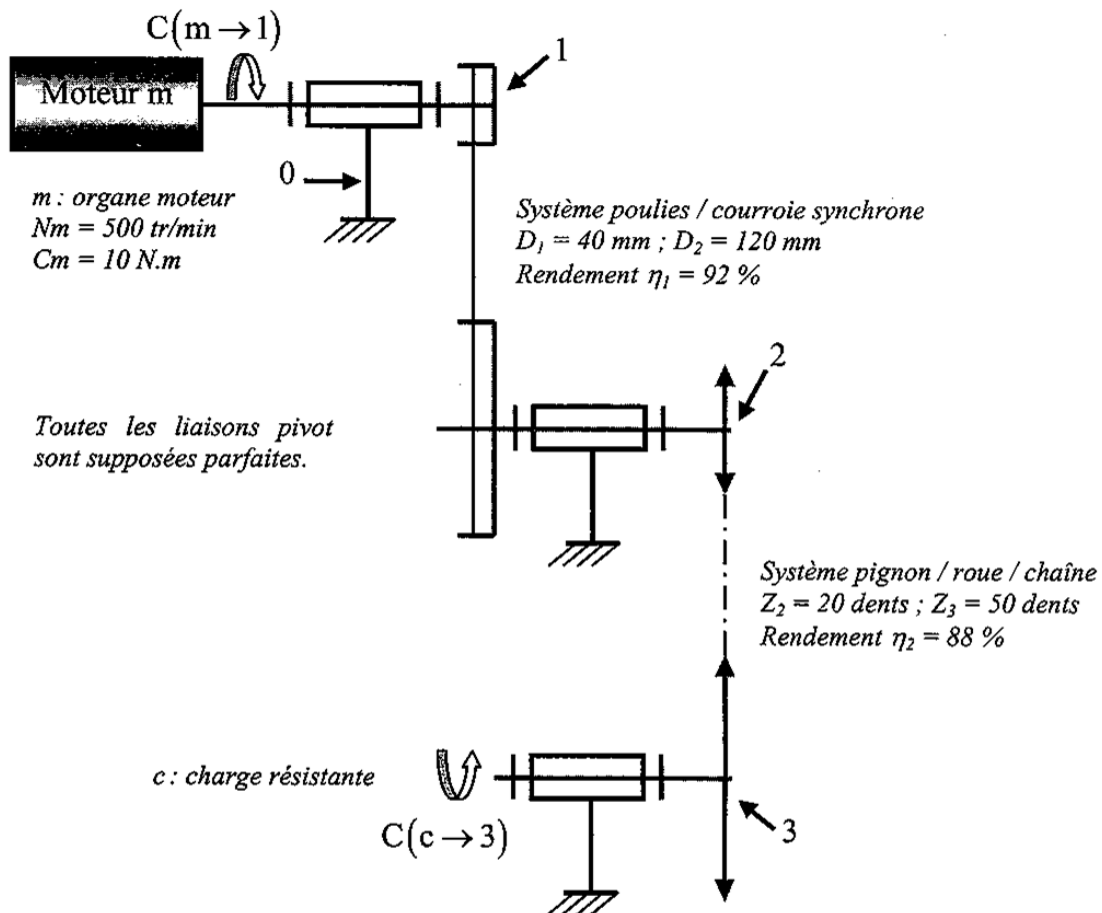 C(m → 1)
1
Moteur m
0
m : organe moteur
Nm = 500 tr/min
Cm = 10 N.m
Système poulies / courroie synchrone
D₁ = 40 mm ; D₂ = 120 mm
Rendement η₁ = 92 %
2
Toutes les liaisons pivot
sont supposées parfaites.
Système pignon / roue / chaîne
Z₂ = 20 dents ; Z₃ = 50 dents
Rendement η₂ = 88 %
c : charge résistante
C(c → 3)
3